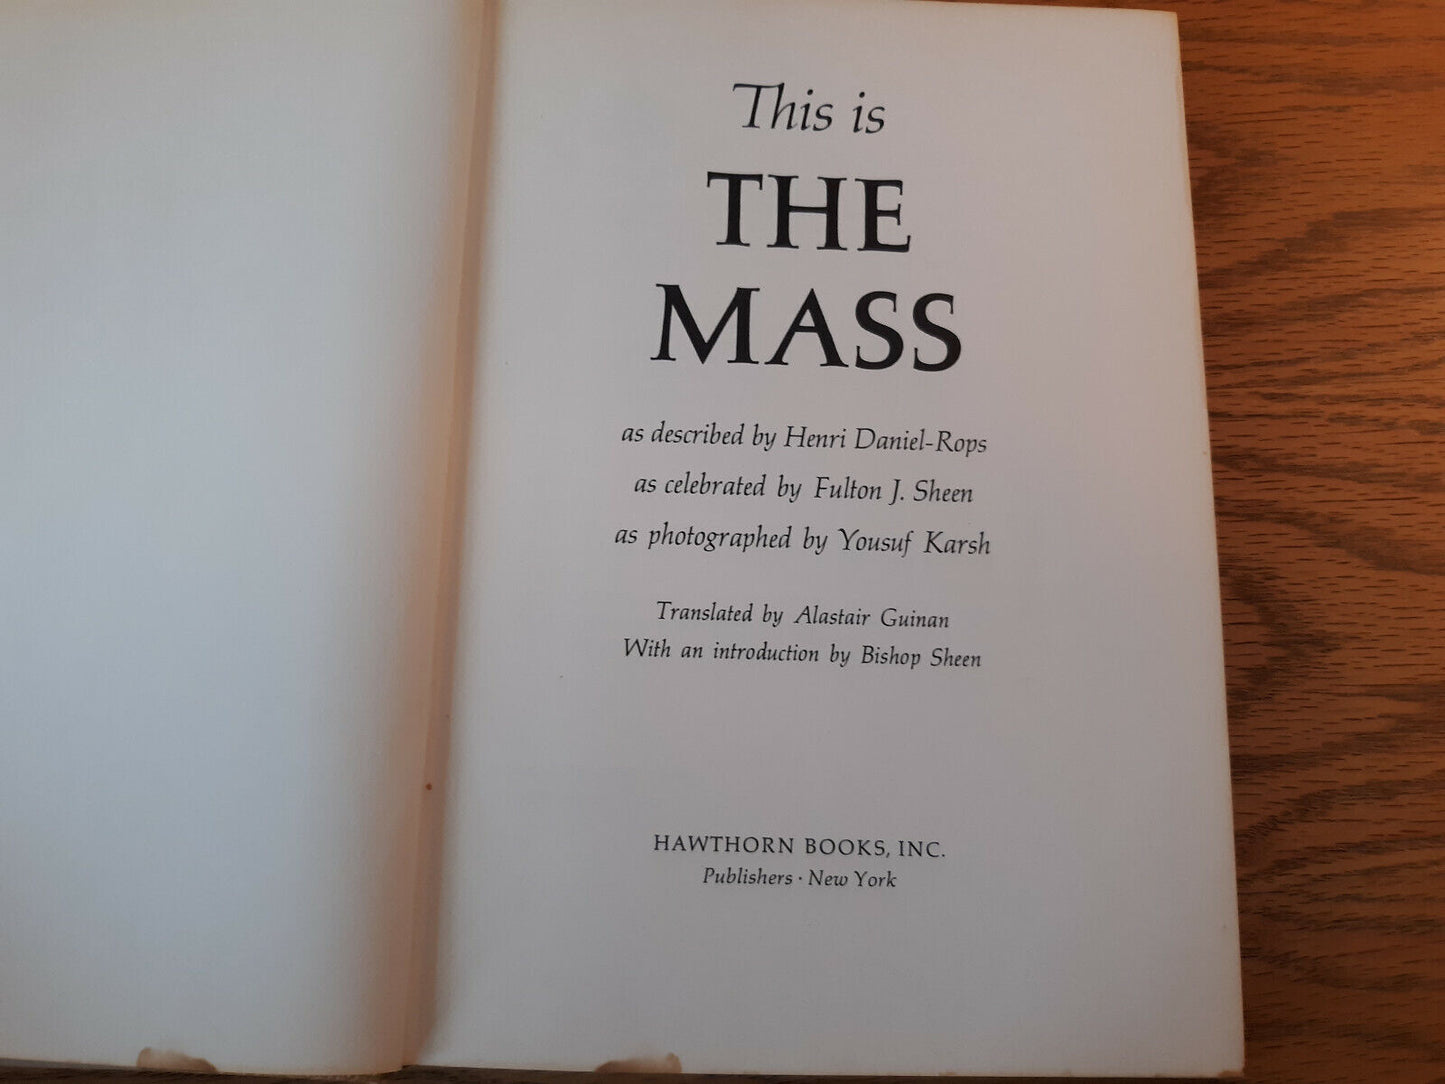 This is
THE
MASS
as described by Henri Daniel-Rops
as celebrated by Fulton J. Sheen
as photographed by Yousuf Karsh
Translated by Alastair Guinan
With an introduction by Bishop Sheen
HAWTHORN BOOKS, INC.
Publishers · New York